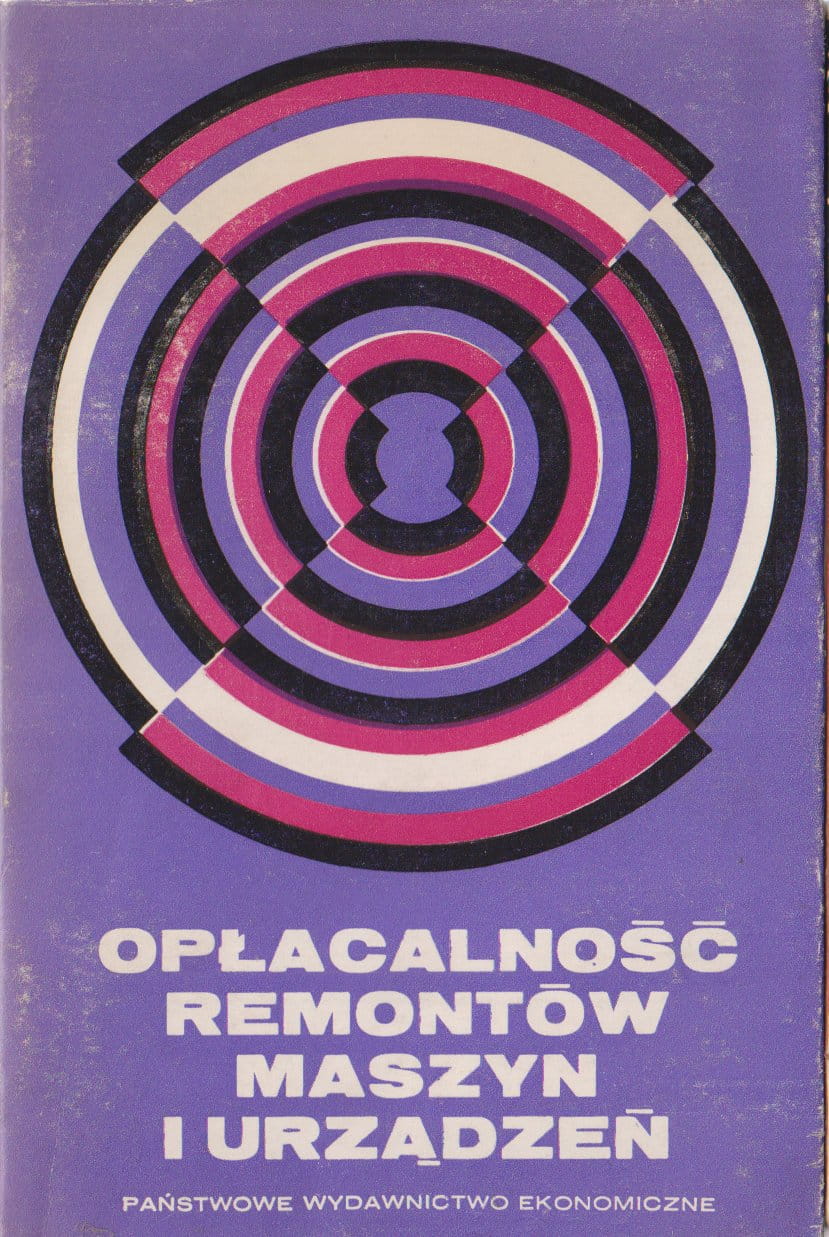 OPŁACALNOŚĆ
REMONTÓW
MASZYN
I URZĄDZEŃ
PAŃSTWOWE WYDAWNICTWO EKONOMICZNE